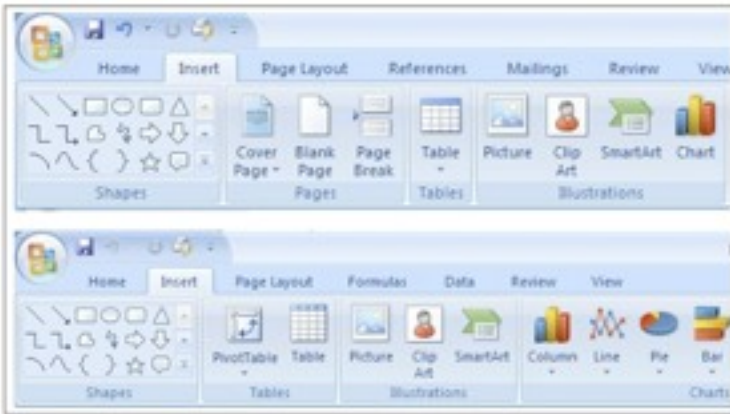 Home Insert Page Layout References Mailings Review View
Cover Page Blank Page Page Break Table Picture Clip Art SmartArt Chart
Shapes Pages Tables Illustrations
Home Insert Page Layout Formulas Data Review View
PivotTable Table Picture Clip Art SmartArt Column Line Pie Bar
Shapes Tables Illustrations Charts